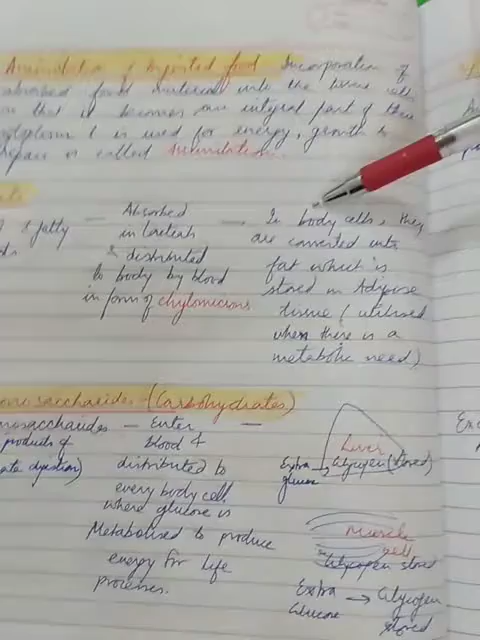 Assimilation of Digested food Incorporation of
absorbed food material into the tissue cells
that it becomes an integral part of the
& is used for energy, growth &
repair is called Assimilation.
& fatty — Absorbed in lacteals & distributed to body by blood in form of chylomicrons — In body cells, they
are converted into
fat which is
stored in Adipose
tissue (utilised
when there is a
metabolic need)
onosaccharides - (Carbohydrates)
nosaccharides — Enter —
products of blood &
digestion) distributed to
every body cell
where glucose is
Metabolised to produce
energy for life
processes.
Liver
Extra glucose → Glycogen (stored)
Muscle
cell
Glycogen stored
Extra → Glycogen
Glucose stored